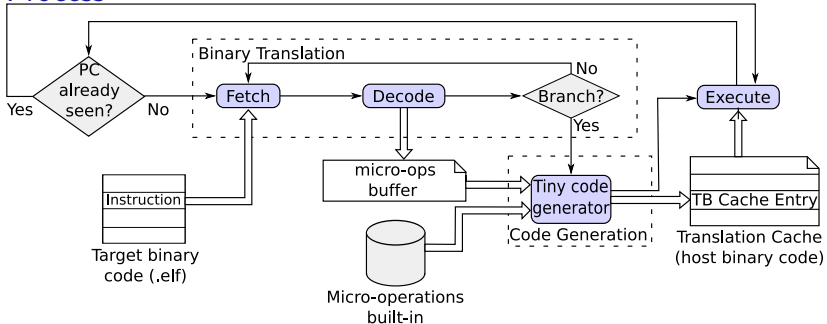 Process
Binary Translation
PC
already
seen?
Yes
No
Fetch
Decode
Branch?
No
Yes
Execute
micro-ops
buffer
Instruction
Target binary
code (.elf)
Tiny code
generator
Code Generation
TB Cache Entry
Translation Cache
(host binary code)
Micro-operations
built-in